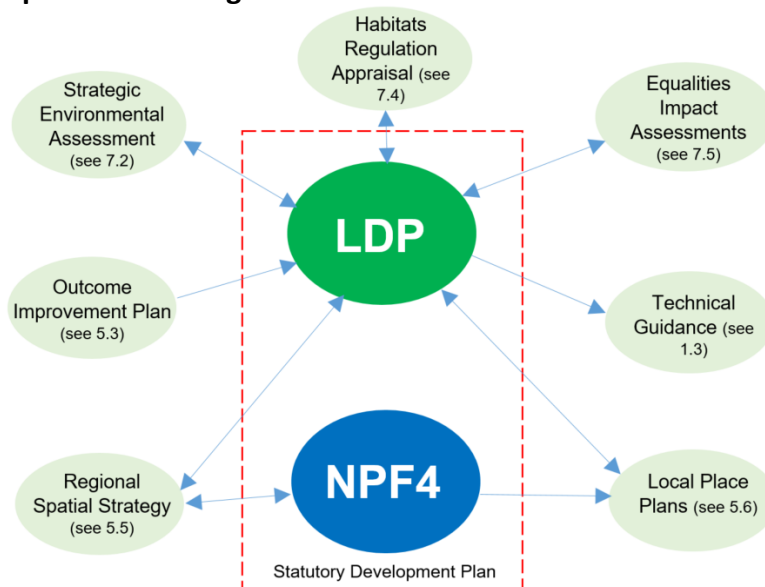 Habitats
Regulation
Appraisal (see
7.4)
Strategic
Environmental
Assessment
(see 7.2)
Equalities
Impact
Assessments
(see 7.5)
LDP
Outcome
Improvement Plan
(see 5.3)
Technical
Guidance (see
1.3)
Regional
Spatial Strategy
(see 5.5)
NPF4
Local Place
Plans (see 5.6)
Statutory Development Plan